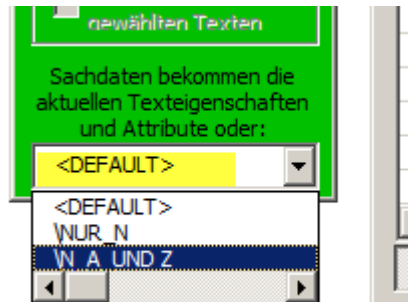 gewählten Texten
Sachdaten bekommen die
aktuellen Texteigenschaften
und Attribute oder:
<DEFAULT>
<DEFAULT>
\NUR_N
\N_A_UND Z